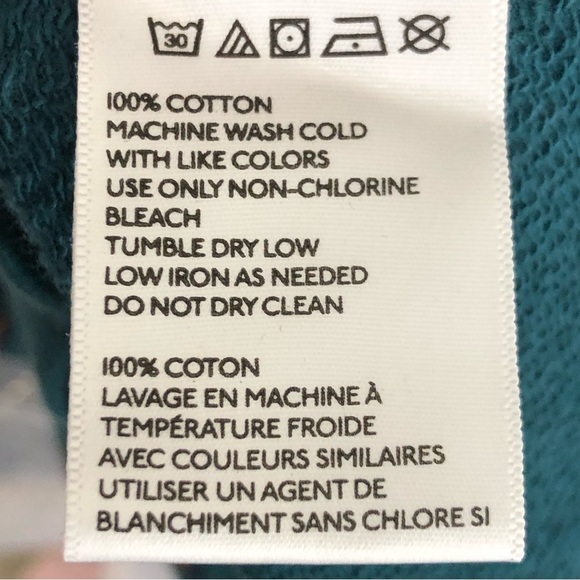 30
100% COTTON
MACHINE WASH COLD
WITH LIKE COLORS
USE ONLY NON-CHLORINE
BLEACH
TUMBLE DRY LOW
LOW IRON AS NEEDED
DO NOT DRY CLEAN
100% COTON
LAVAGE EN MACHINE À
TEMPÉRATURE FROIDE
AVEC COULEURS SIMILAIRES
UTILISER UN AGENT DE
BLANCHIMENT SANS CHLORE SI